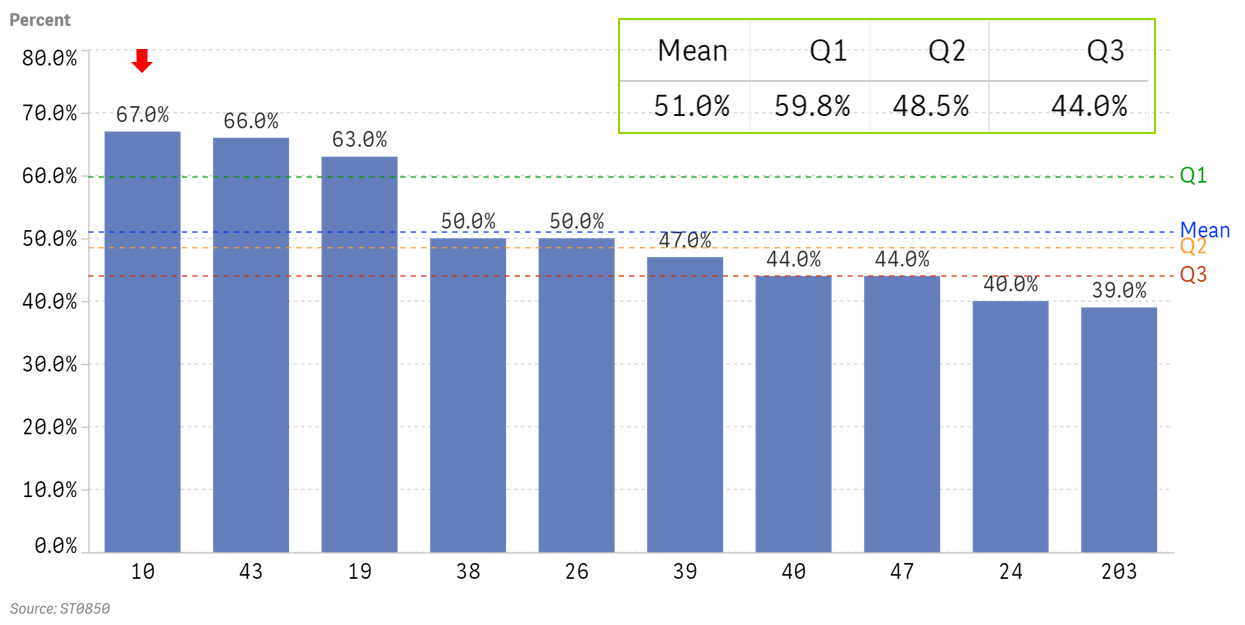 Percent
Mean Q1 Q2 Q3
51.0% 59.8% 48.5% 44.0%
80.0%
70.0%
60.0%
50.0%
40.0%
30.0%
20.0%
10.0%
0.0%
67.0% 66.0% 63.0% 50.0% 50.0% 47.0% 44.0% 44.0% 40.0% 39.0%
Q1
Mean
Q2
Q3
10 43 19 38 26 39 40 47 24 203
Source: ST0850